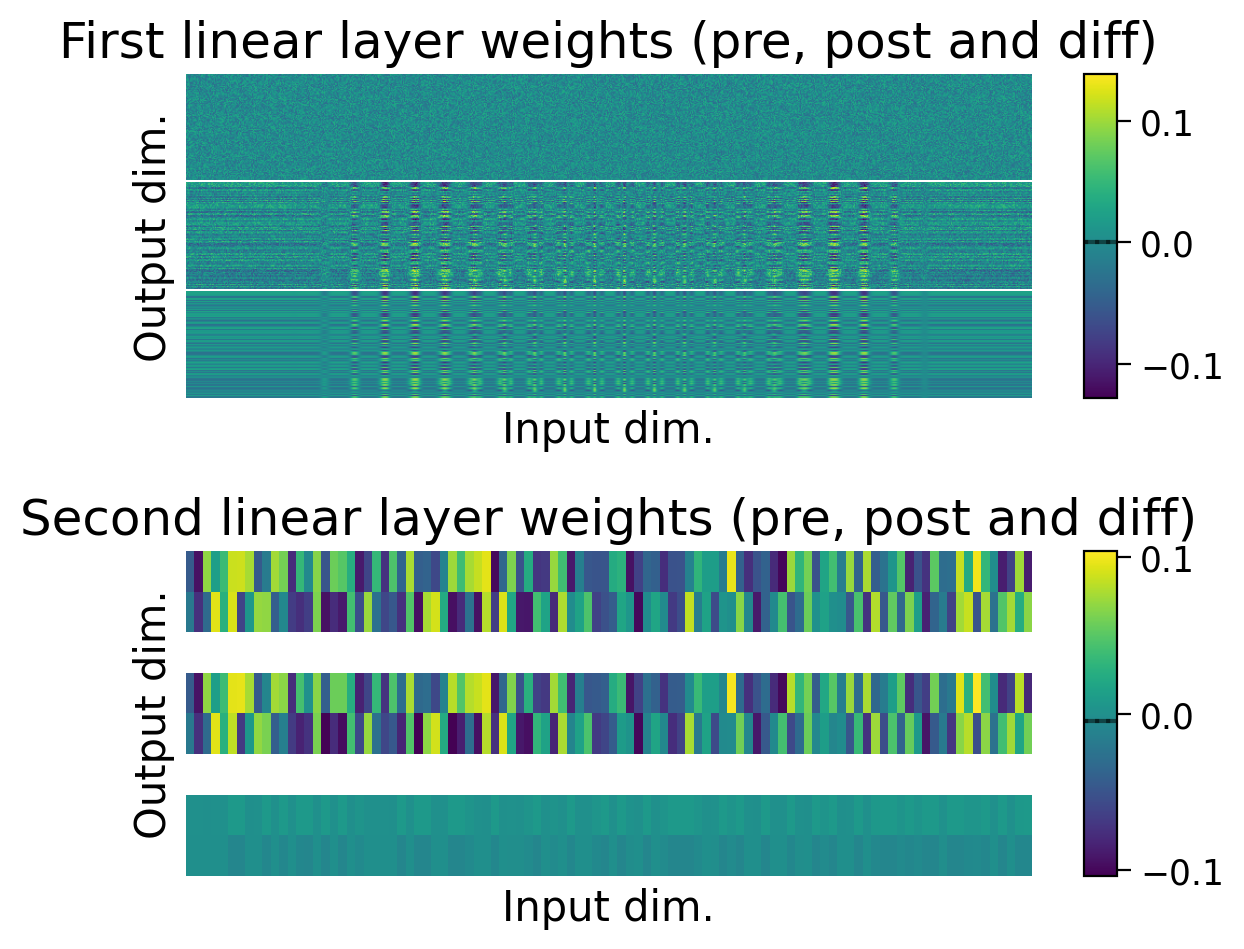 First linear layer weights (pre, post and diff)
Output dim.
0.1
0.0
−0.1
Input dim.
Second linear layer weights (pre, post and diff)
Output dim.
0.1
0.0
−0.1
Input dim.